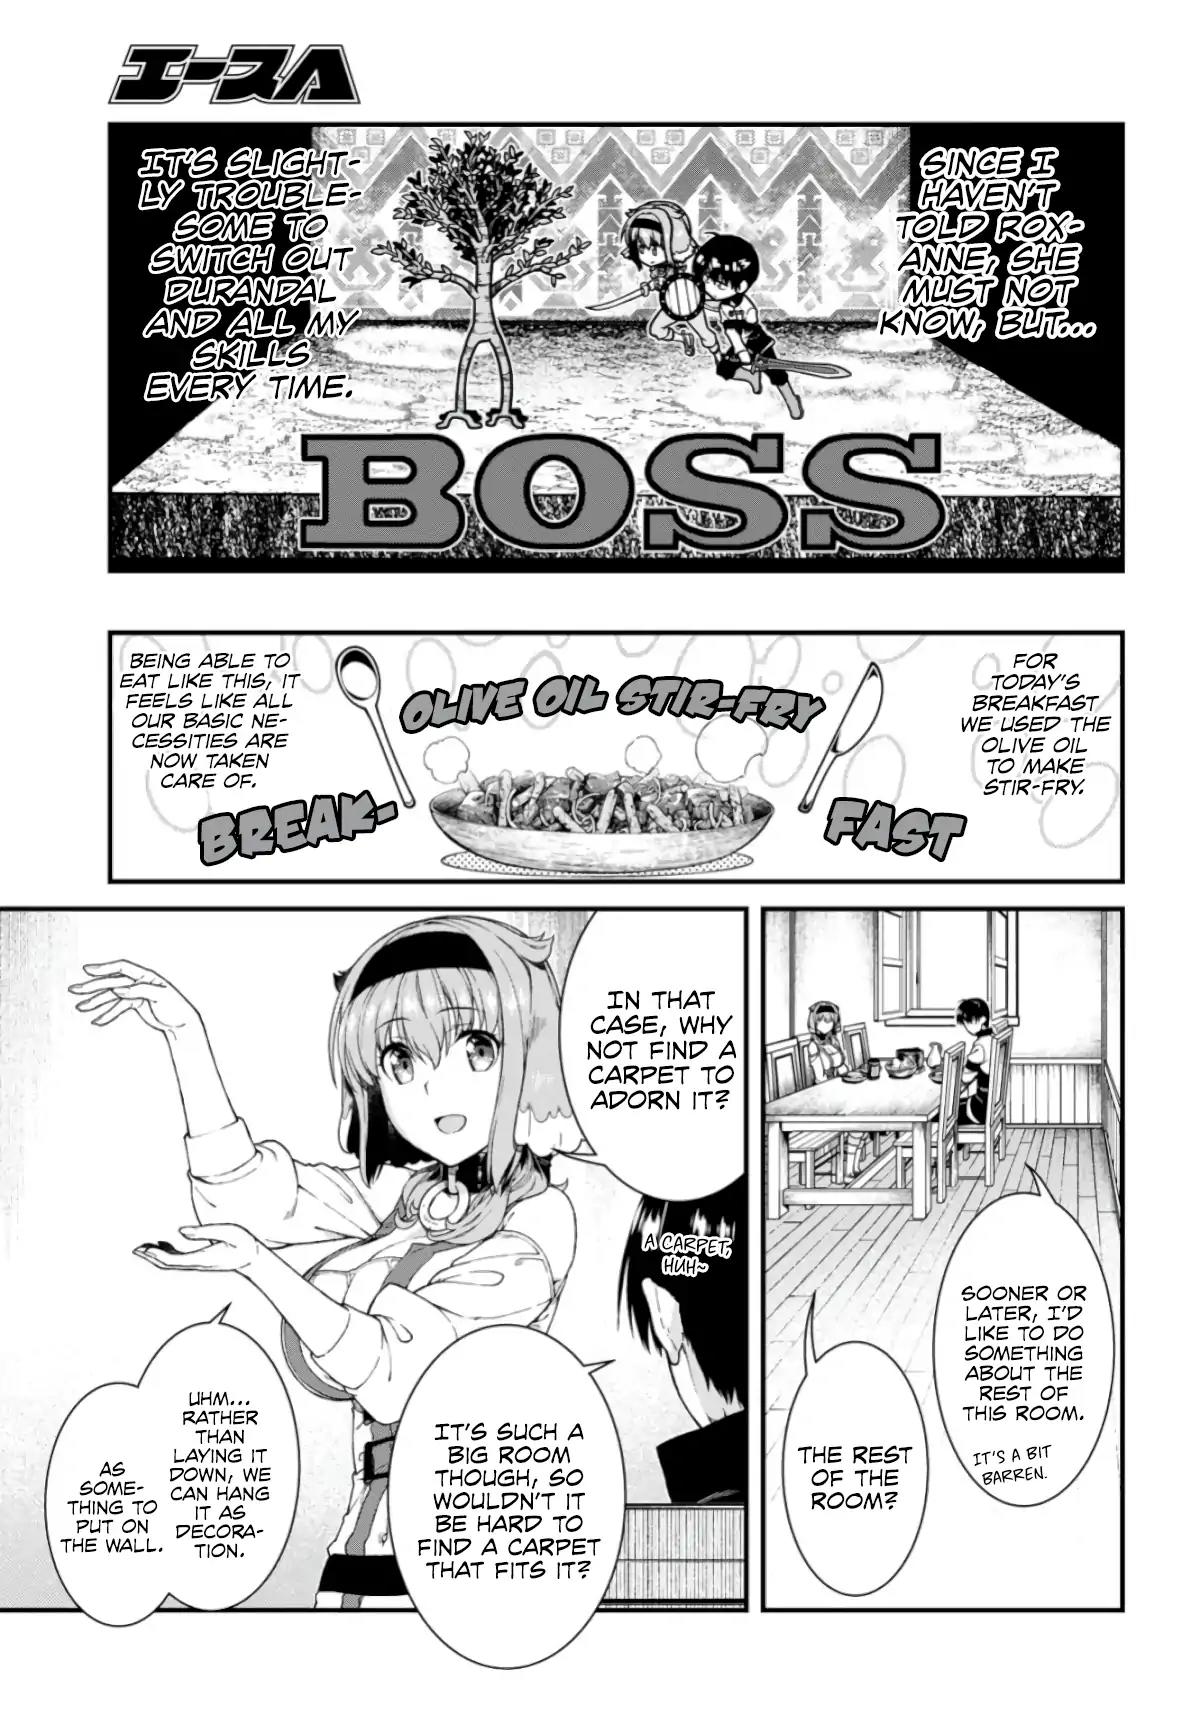 エースA
SINCE I
HAVEN'T
TOLD ROX-
ANNE, SHE
MUST NOT
KNOW, BUT...
IT'S SLIGHT-
LY TROUBLE-
SOME TO
SWITCH OUT
DURANDAL
AND ALL MY
SKILLS
EVERY TIME.
BOSS
FOR
TODAY'S
BREAKFAST
WE USED THE
OLIVE OIL
TO MAKE
STIR-FRY.
OLIVE OIL STIR-FRY
BREAK-
FAST
BEING ABLE TO
EAT LIKE THIS, IT
FEELS LIKE ALL
OUR BASIC NE-
CESSITIES ARE
NOW TAKEN
CARE OF.
SOONER OR
LATER, I'D
LIKE TO DO
SOMETHING
ABOUT THE
REST OF
THIS ROOM.
IT'S A BIT
BARREN.
THE REST
OF THE
ROOM?
IN THAT
CASE, WHY
NOT FIND A
CARPET TO
ADORN IT?
A CARPET,
HUH~
IT'S SUCH A
BIG ROOM
THOUGH, SO
WOULDN'T IT
BE HARD TO
FIND A CARPET
THAT FITS IT?
UHM...
RATHER
THAN
LAYING IT
DOWN, WE
CAN HANG
IT AS
DECORA-
TION.
AS
SOME-
THING TO
PUT ON
THE WALL.